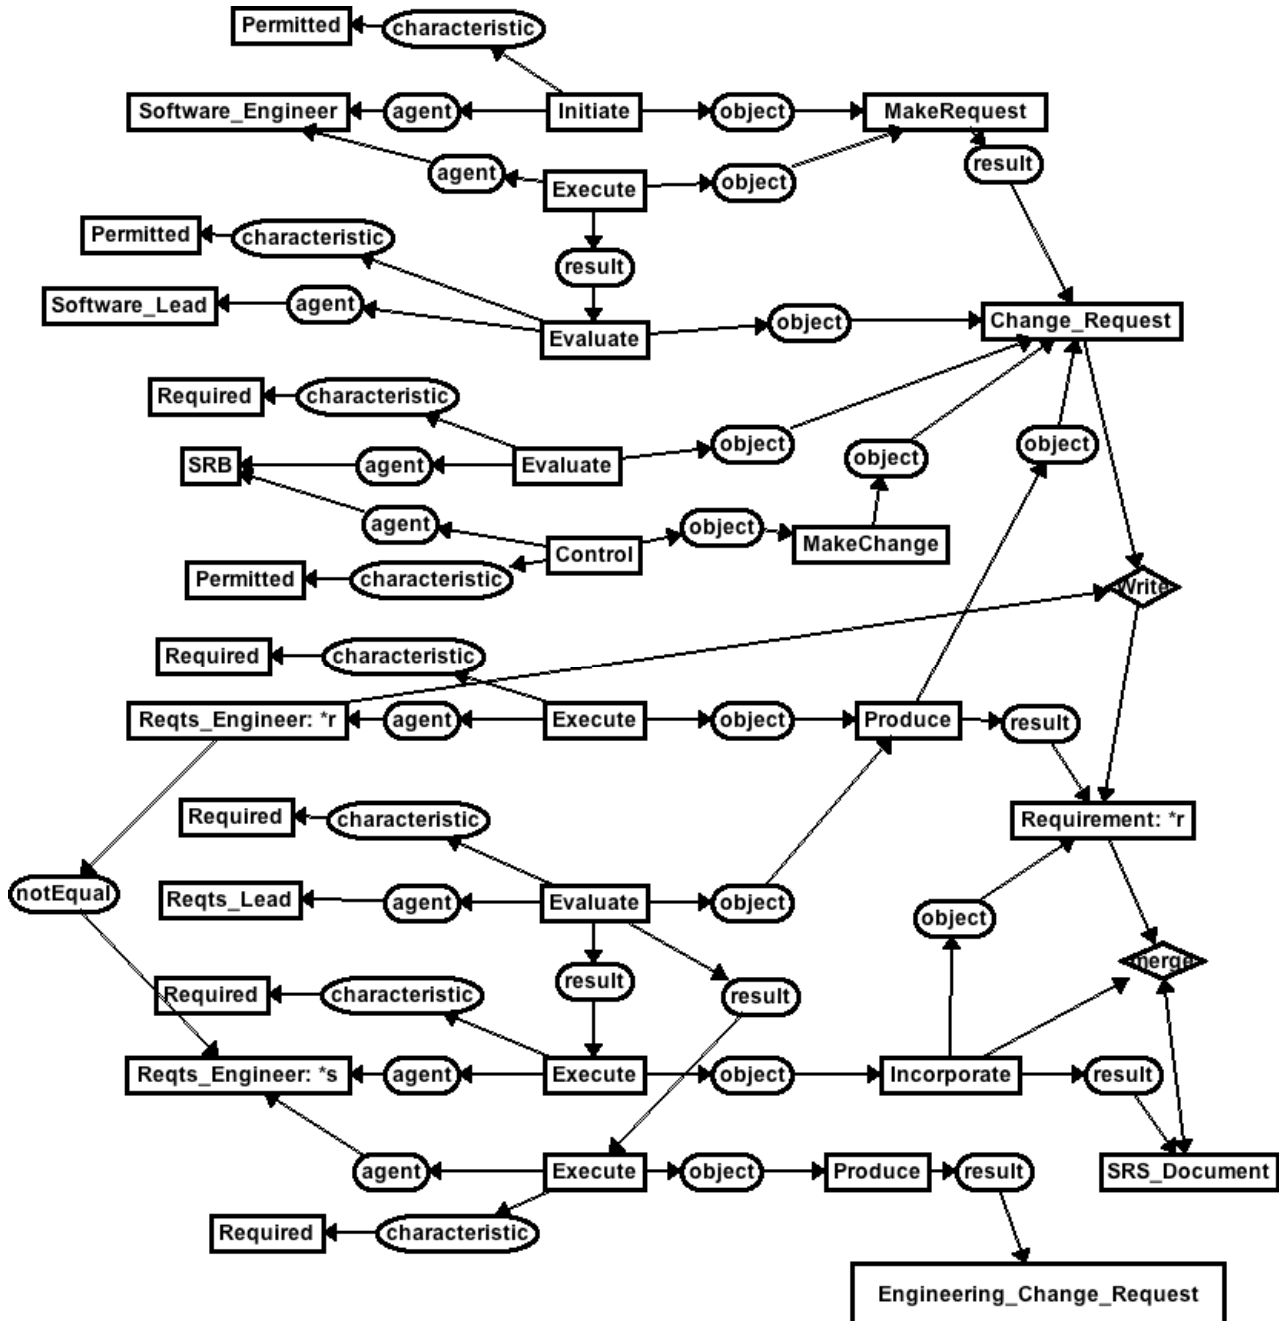 Permitted
characteristic
Software_Engineer
agent
Initiate
object
MakeRequest
agent
Execute
object
result
Permitted
characteristic
result
Software_Lead
agent
Evaluate
object
Change_Request
Required
characteristic
SRB
agent
Evaluate
object
object
object
agent
Control
object
MakeChange
Permitted
characteristic
Write
Required
characteristic
Reqts_Engineer: *r
agent
Execute
object
Produce
result
Required
characteristic
Requirement: *r
notEqual
Reqts_Lead
agent
Evaluate
object
object
merge
Required
characteristic
result
result
Reqts_Engineer: *s
agent
Execute
object
Incorporate
result
agent
Execute
object
Produce
result
SRS_Document
Required
characteristic
Engineering_Change_Request